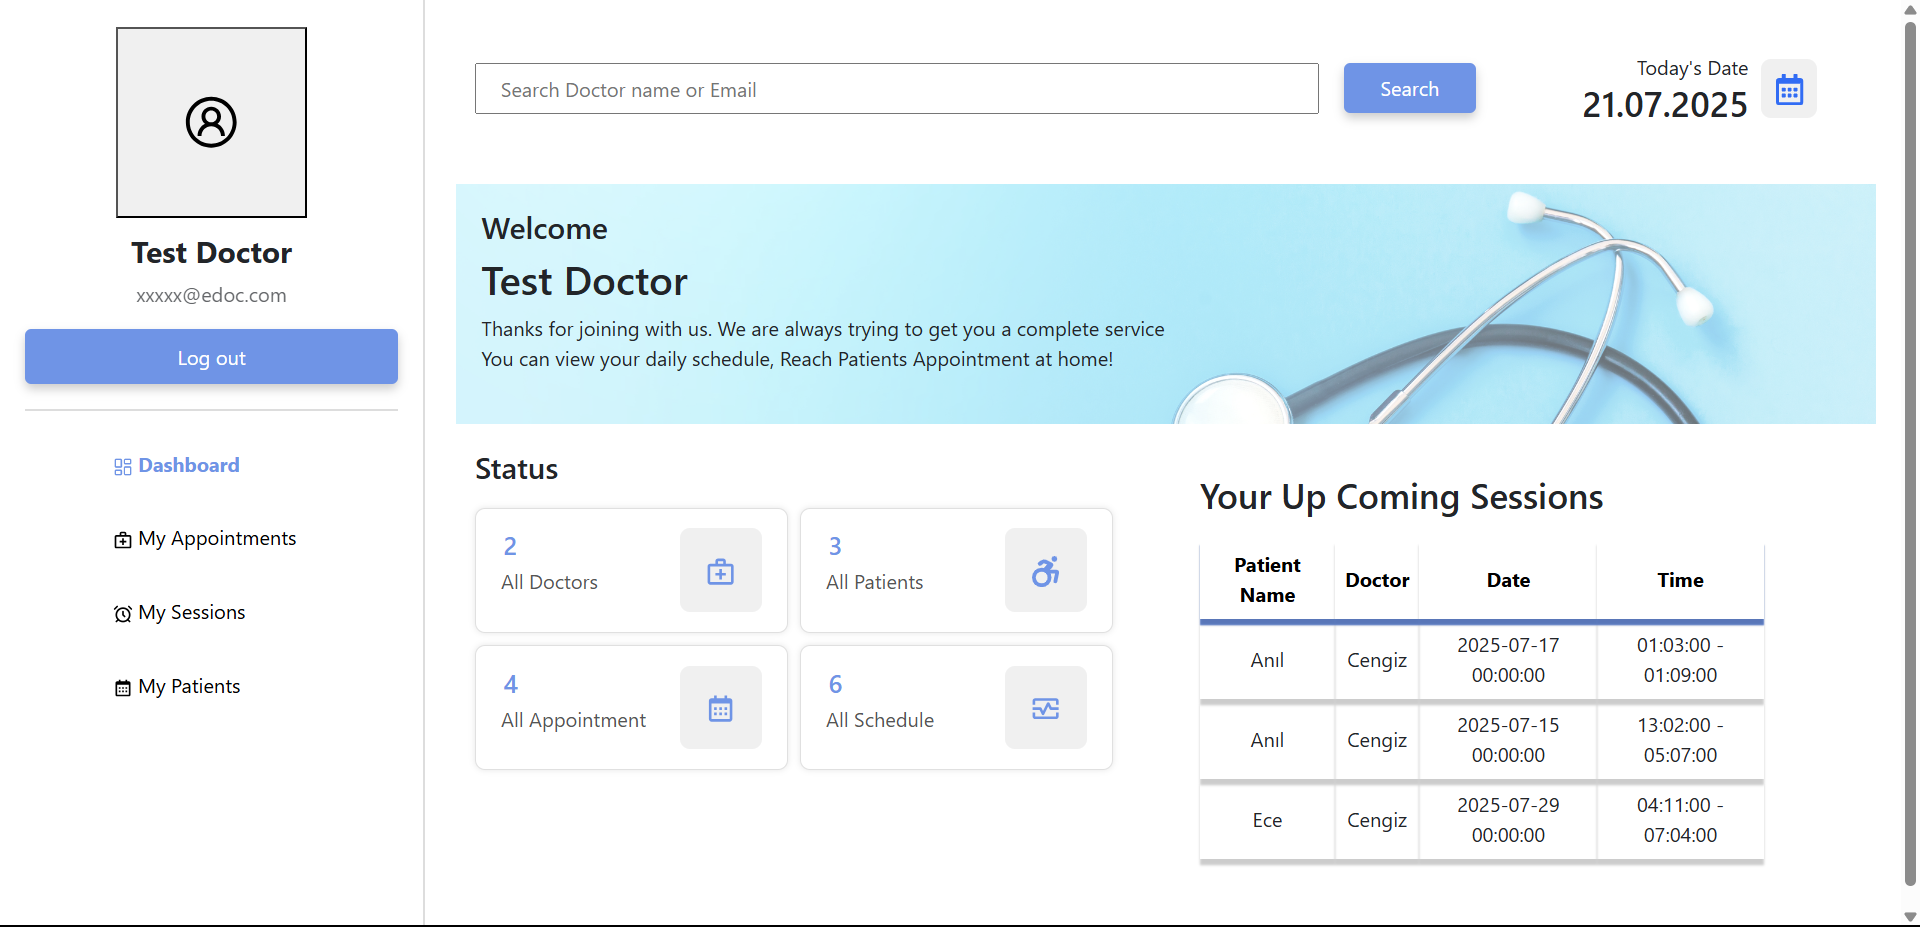 Test Doctor
xxxxx@edoc.com
Log out
Dashboard
My Appointments
My Sessions
My Patients
Search Doctor name or Email
Search
Today's Date
21.07.2025
Welcome
Test Doctor
Thanks for joining with us. We are always trying to get you a complete service
You can view your daily schedule, Reach Patients Appointment at home!
Status
2
All Doctors
3
All Patients
4
All Appointment
6
All Schedule
Your Up Coming Sessions
Patient Name Doctor Date Time
Anıl Cengiz 2025-07-17 00:00:00 01:03:00 - 01:09:00
Anıl Cengiz 2025-07-15 00:00:00 13:02:00 - 05:07:00
Ece Cengiz 2025-07-29 00:00:00 04:11:00 - 07:04:00